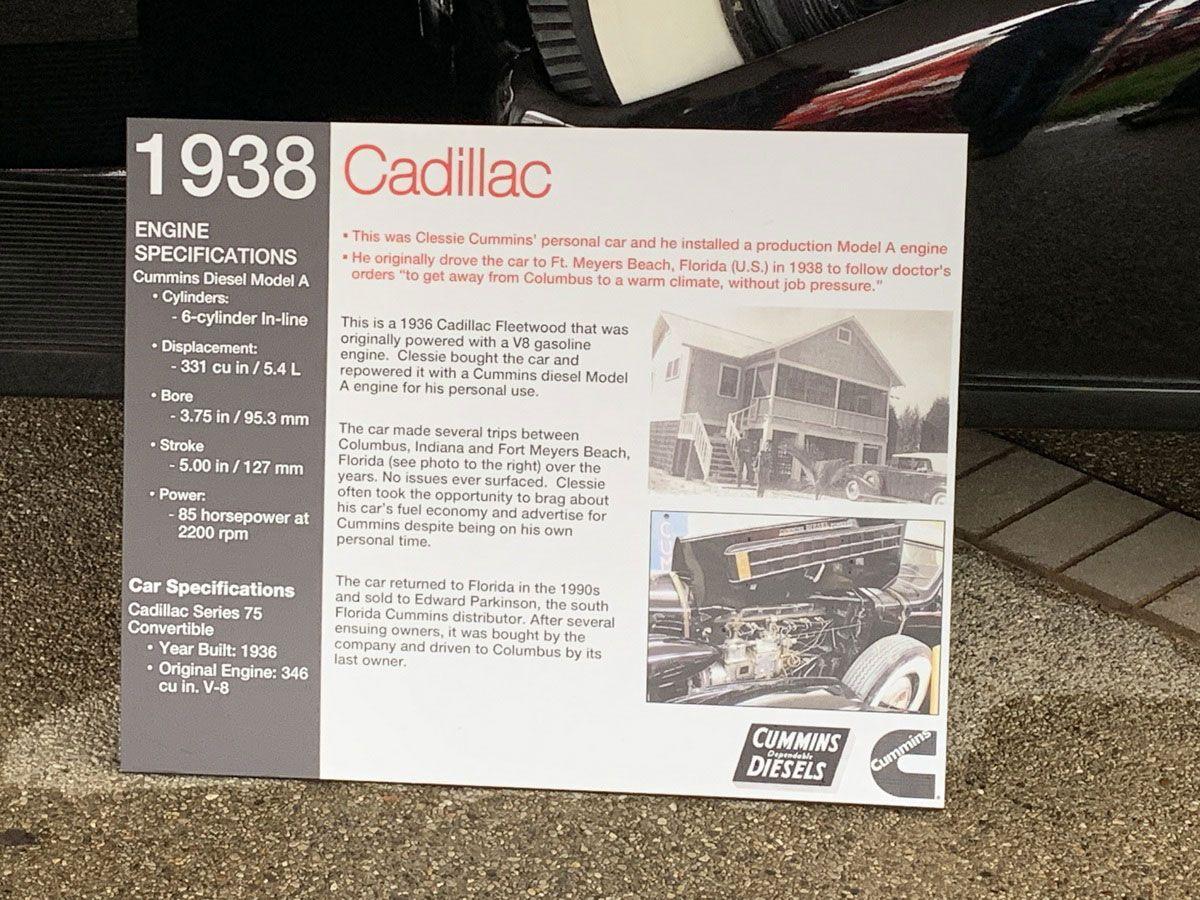 1938
ENGINE
SPECIFICATIONS
Cummins Diesel Model A
• Cylinders:
- 6-cylinder In-line
• Displacement:
- 331 cu in / 5.4 L
• Bore
- 3.75 in / 95.3 mm
• Stroke
- 5.00 in / 127 mm
• Power:
- 85 horsepower at
2200 rpm
Car Specifications
Cadillac Series 75
Convertible
• Year Built: 1936
• Original Engine: 346
cu in. V-8
Cadillac
▪ This was Clessie Cummins' personal car and he installed a production Model A engine
▪ He originally drove the car to Ft. Meyers Beach, Florida (U.S.) in 1938 to follow doctor's
orders “to get away from Columbus to a warm climate, without job pressure.”
This is a 1936 Cadillac Fleetwood that was
originally powered with a V8 gasoline
engine. Clessie bought the car and
repowered it with a Cummins diesel Model
A engine for his personal use.
The car made several trips between
Columbus, Indiana and Fort Meyers Beach,
Florida (see photo to the right) over the
years. No issues ever surfaced. Clessie
often took the opportunity to brag about
his car's fuel economy and advertise for
Cummins despite being on his own
personal time.
The car returned to Florida in the 1990s
and sold to Edward Parkinson, the south
Florida Cummins distributor. After several
ensuing owners, it was bought by the
company and driven to Columbus by its
last owner.
CUMMINS
Dependable
DIESELS
Cummins